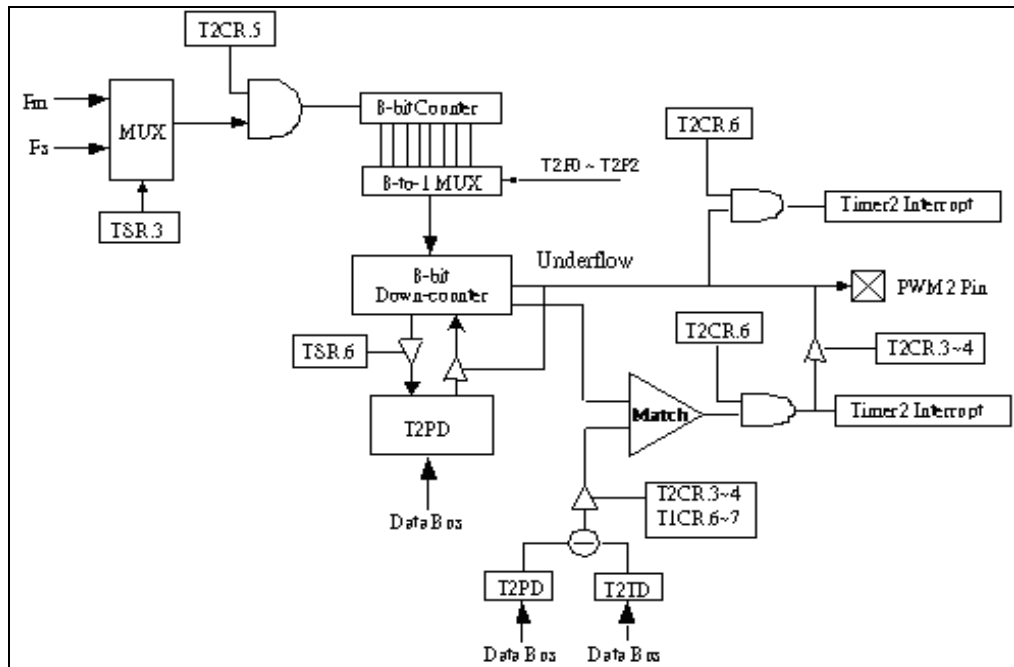 T2CR.5
Fm
Fs
MUX
TSR.3
8-bit Counter
8-to-1 MUX
T2P0 ~ T2P2
T2CR.6
Timer2 Interrupt
8-bit
Down-counter
Underflow
PWM 2 Pin
TSR.6
T2CR.6
T2CR.3~4
T2PD
Match
Timer2 Interrupt
Data Bus
T2CR.3~4
T1CR.6~7
T2PD
T2TD
Data Bus
Data Bus